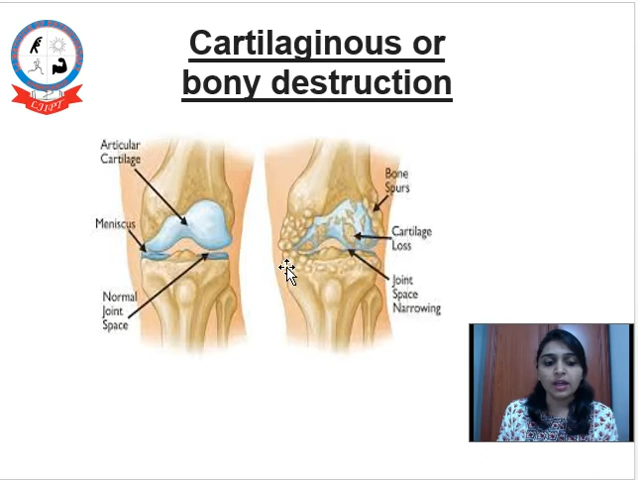 Cartilaginous or
bony destruction
Articular
Cartilage
Meniscus
Normal
Joint
Space
Bone
Spurs
Cartilage
Loss
Joint
Space
Narrowing